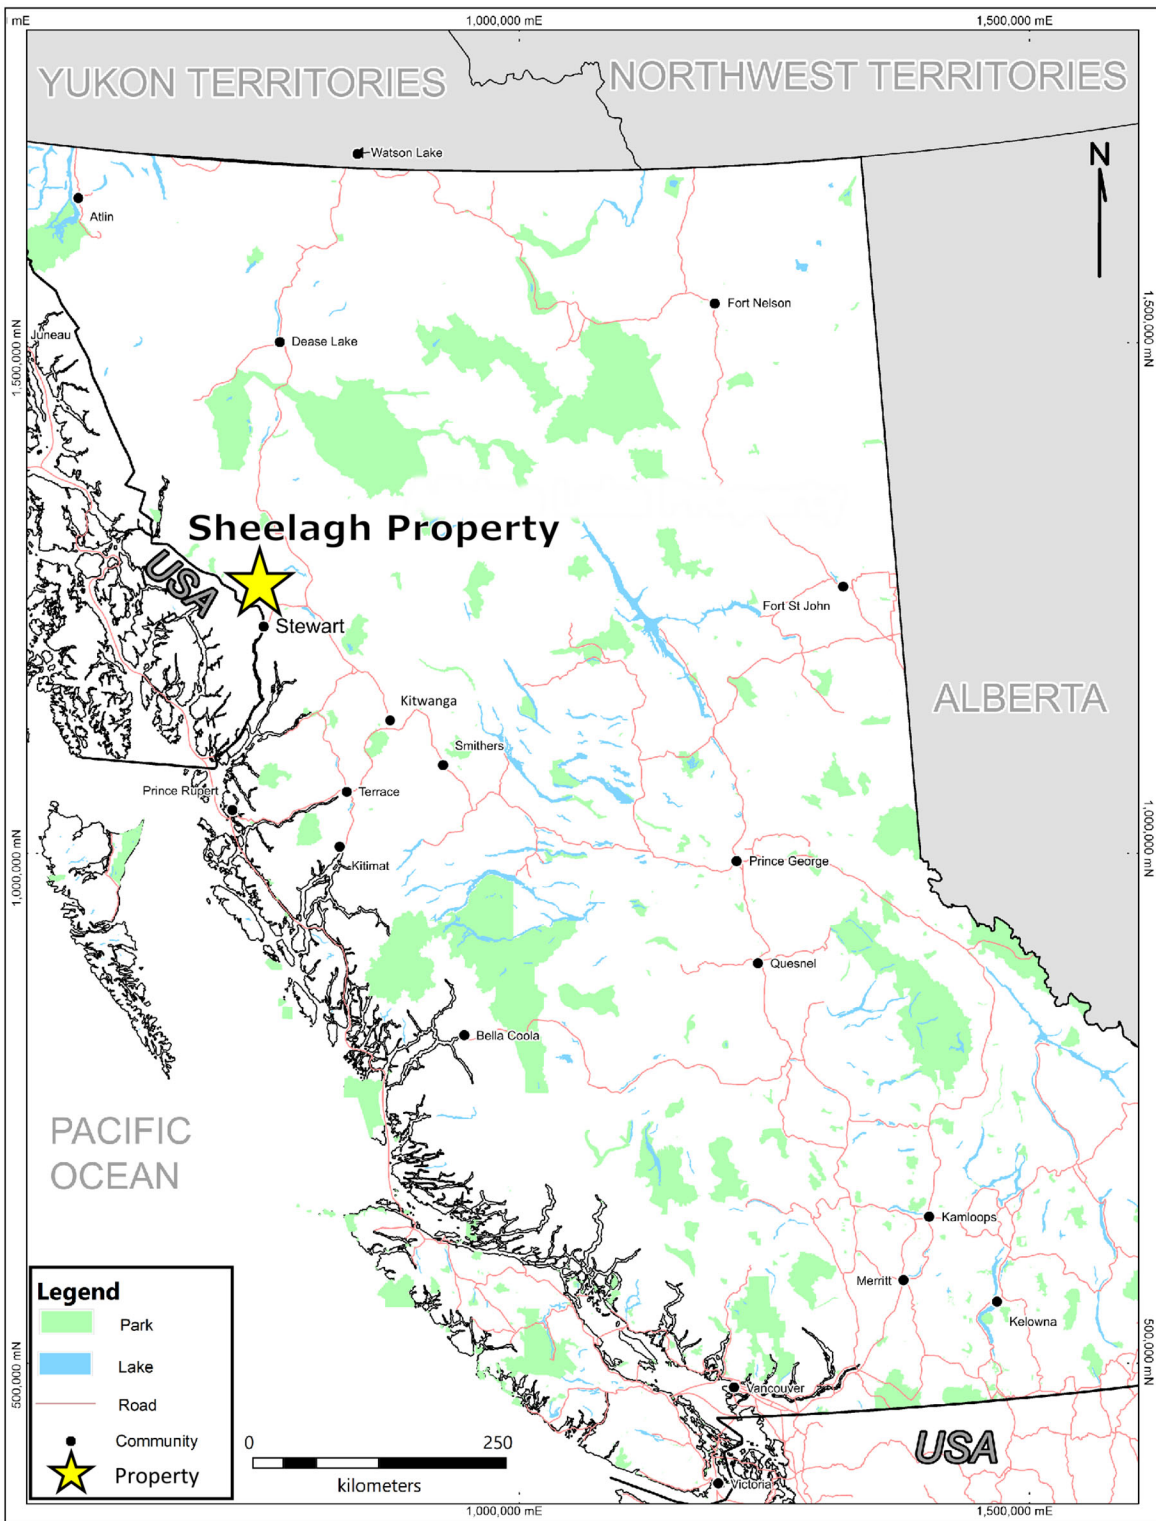 mE
1,000,000 mE
1,500,000 mE
YUKON TERRITORIES
NORTHWEST TERRITORIES
Watson Lake
N
Atlin
Fort Nelson
1,500,000 mN
1,500,000 mN
Juneau
Dease Lake
Sheelagh Property
USA
Fort St John
Stewart
ALBERTA
Kitwanga
Smithers
Prince Rupert
Terrace
1,000,000 mN
1,000,000 mN
Kitimat
Prince George
Quesnel
Bella Coola
PACIFIC
OCEAN
Kamloops
Merritt
Kelowna
500,000 mN
500,000 mN
Vancouver
USA
Victoria
Legend
Park
Lake
Road
Community
Property
0 250
kilometers
1,000,000 mE
1,500,000 mE